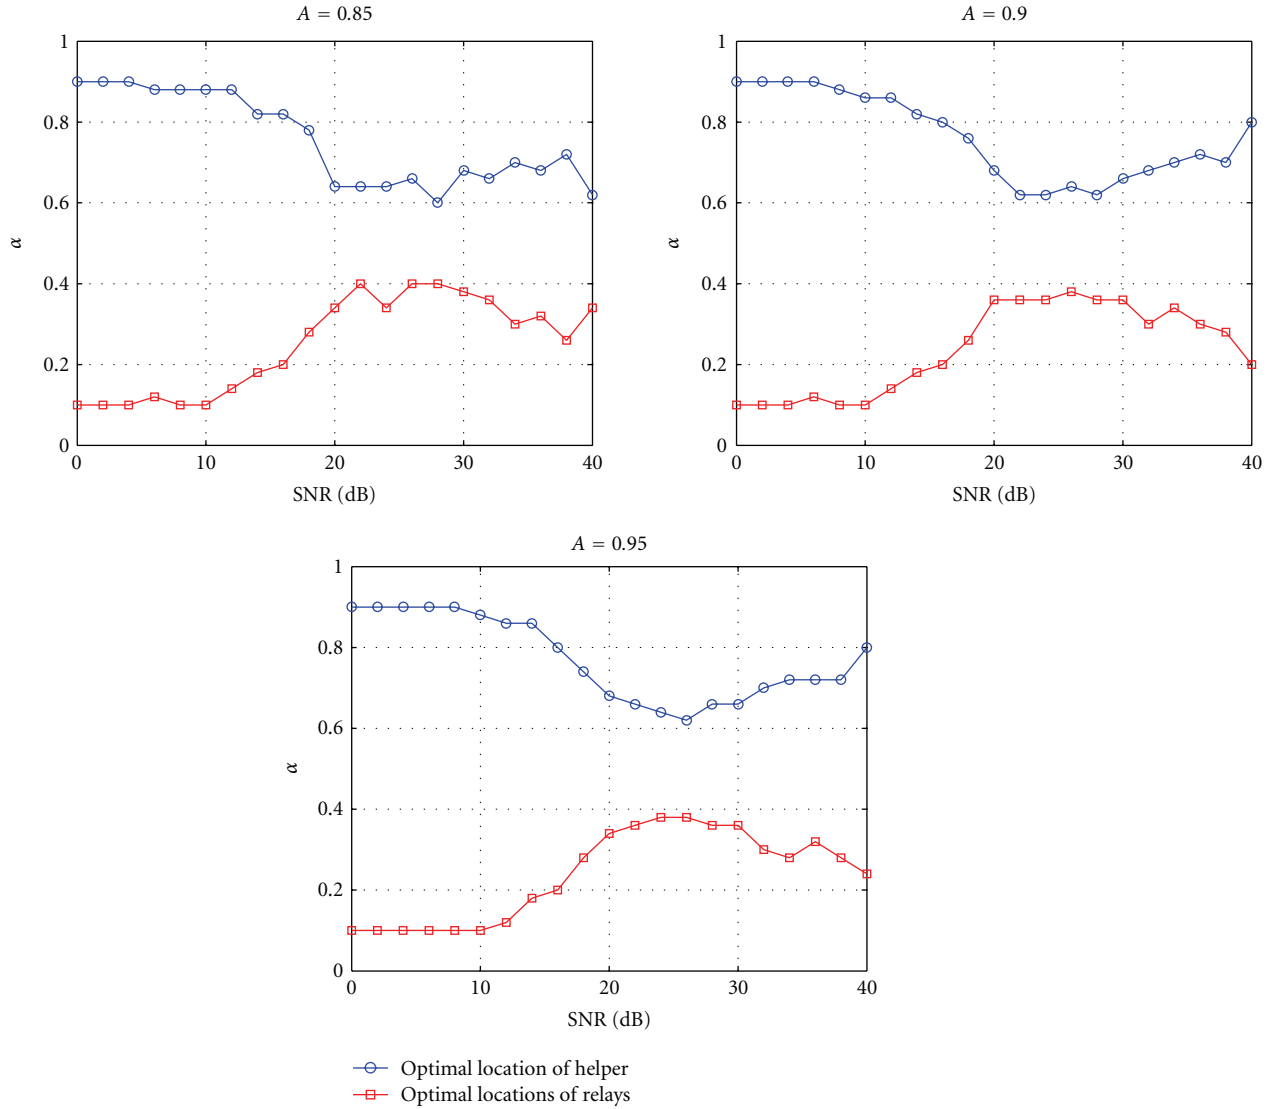 A = 0.85
1
0.8
0.6
0.4
0.2
0
α
0 10 20 30 40
SNR (dB)
A = 0.9
1
0.8
0.6
0.4
0.2
0
α
0 10 20 30 40
SNR (dB)
A = 0.95
1
0.8
0.6
0.4
0.2
0
α
0 10 20 30 40
SNR (dB)
Optimal location of helper
Optimal locations of relays